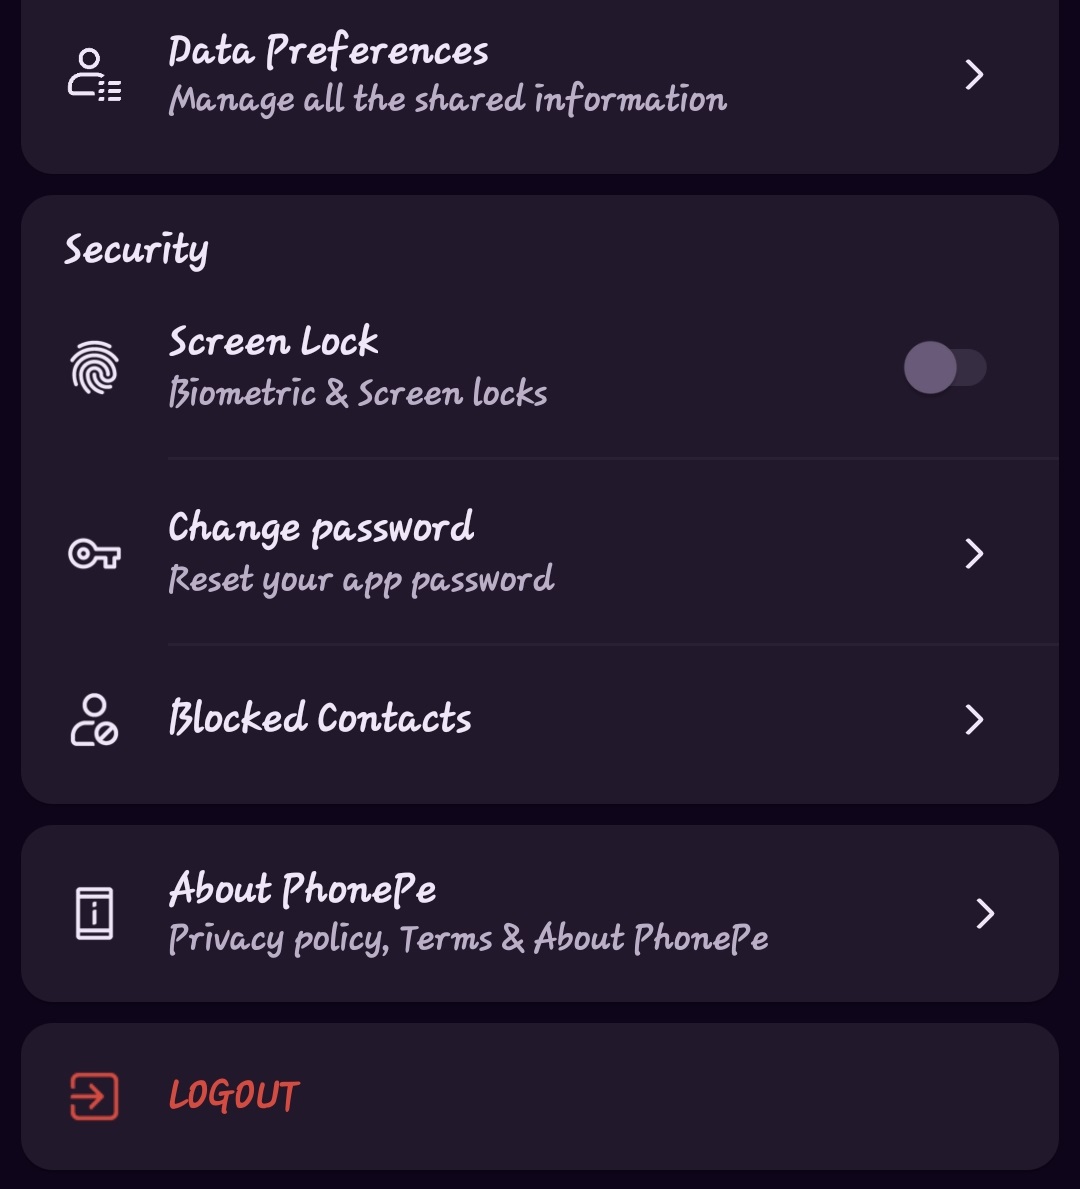 Data Preferences
Manage all the shared information
Security
Screen Lock
Biometric & Screen locks
Change password
Reset your app password
Blocked Contacts
About PhonePe
Privacy policy, Terms & About PhonePe
LOGOUT